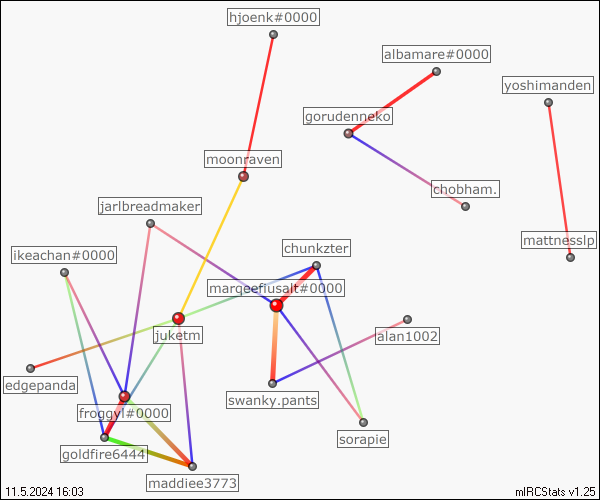 hjoenk#0000
albamare#0000
yoshimanden
gorudenneko
moonraven
chobham.
jarlbreadmaker
mattnesslp
ikeachan#0000
chunkzter
margeeflusalt#0000
juketm
alan1002
edgepanda
swanky.pants
froggyl#0000
sorapie
goldfire6444
maddiee3773
11.5.2024 16:03
mIRCStats v1.25